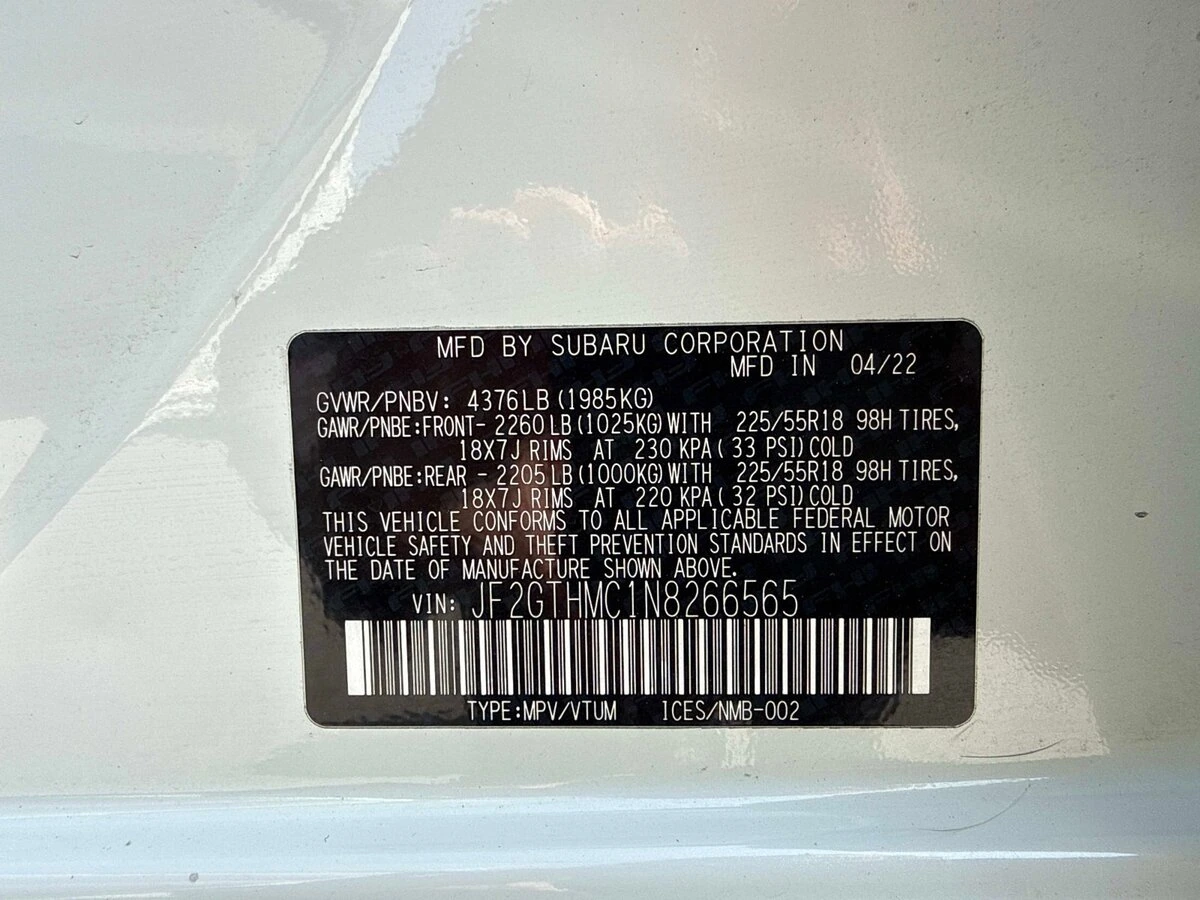 MFD BY SUBARU CORPORATION
MFD IN 04/22
GVWR/PNBV: 4376LB (1985KG)
GAWR/PNBE:FRONT- 2260 LB (1025KG) WITH 225/55R18 98H TIRES,
18X7J RIMS AT 230 KPA ( 33 PSI) COLD
GAWR/PNBE:REAR - 2205 LB (1000KG) WITH 225/55R18 98H TIRES,
18X7J RIMS AT 220 KPA ( 32 PSI) COLD
THIS VEHICLE CONFORMS TO ALL APPLICABLE FEDERAL MOTOR
VEHICLE SAFETY AND THEFT PREVENTION STANDARDS IN EFFECT ON
THE DATE OF MANUFACTURE SHOWN ABOVE.
VIN: JF2GTHMC1N8266565
TYPE:MPV/VTUM ICES/NMB-002